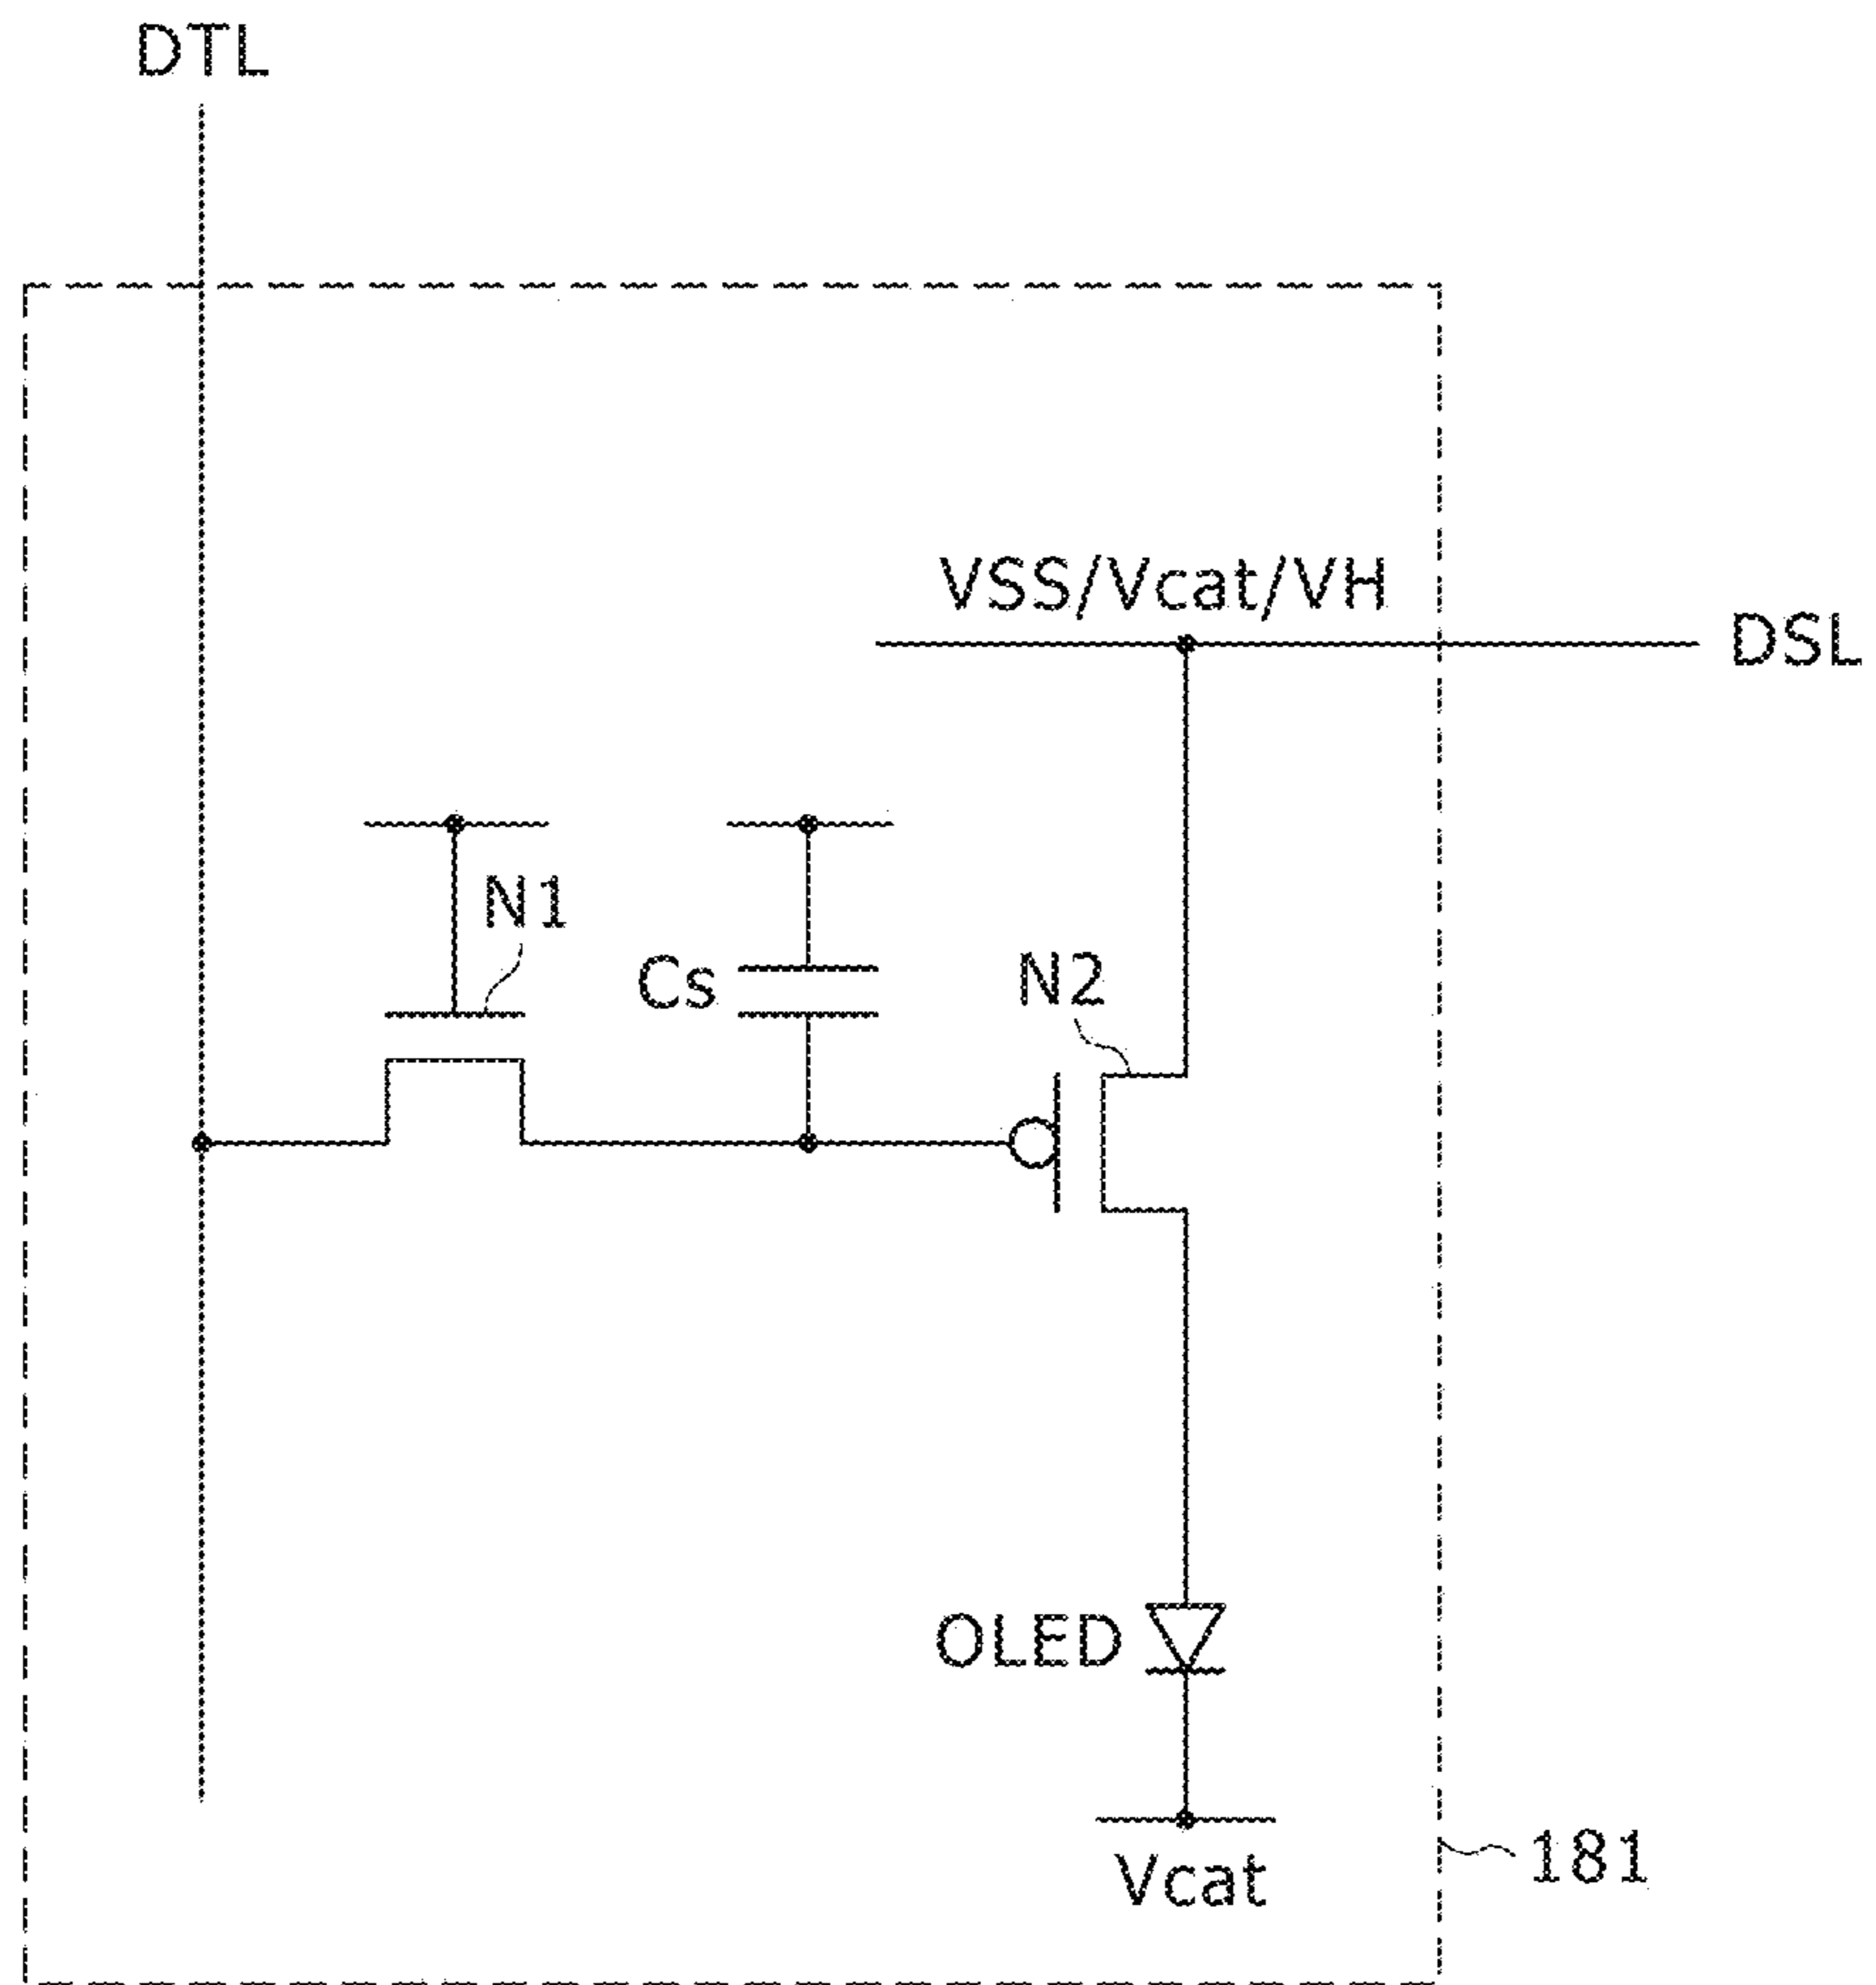 DTL
VSS/Vcat/VH
DSL
N1
Cs
N2
OLED
Vcat
181